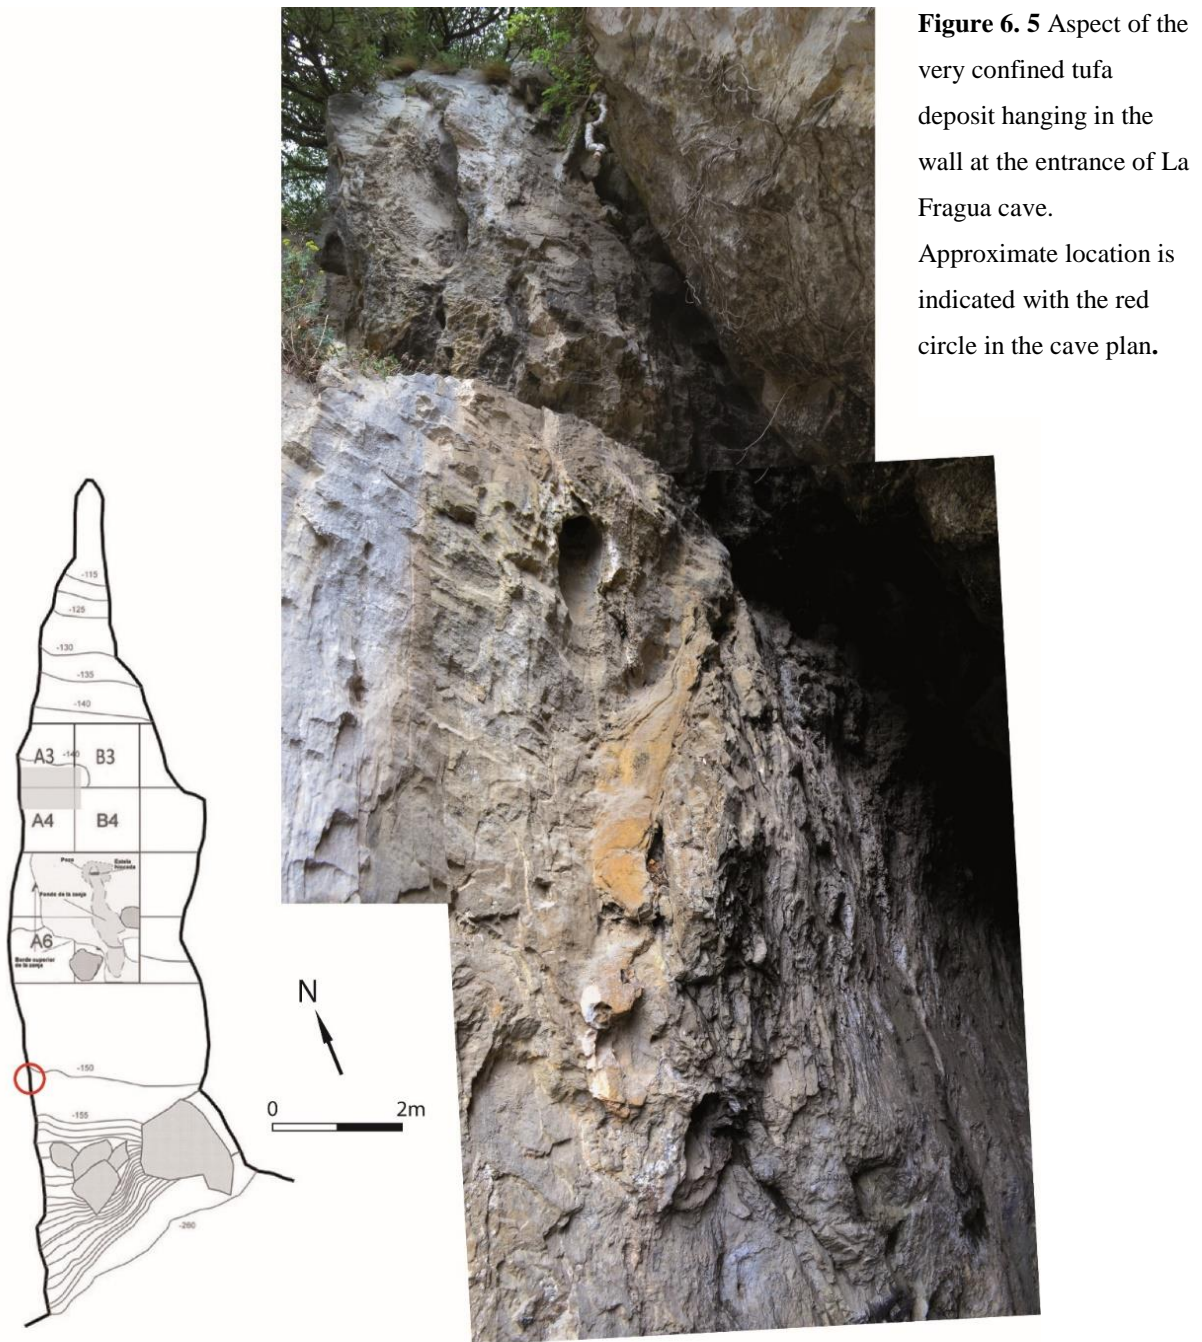 Figure 6. 5 Aspect of the
very confined tufa
deposit hanging in the
wall at the entrance of La
Fragua cave.
Approximate location is
indicated with the red
circle in the cave plan.
-115
-125
-130
-135
-140
A3 -140 B3
A4 B4
Pozo Estela hincada
A
Fondo de la zanja
A6
Borde superior
de la zanja
N
-150
0 2m
-155
-260